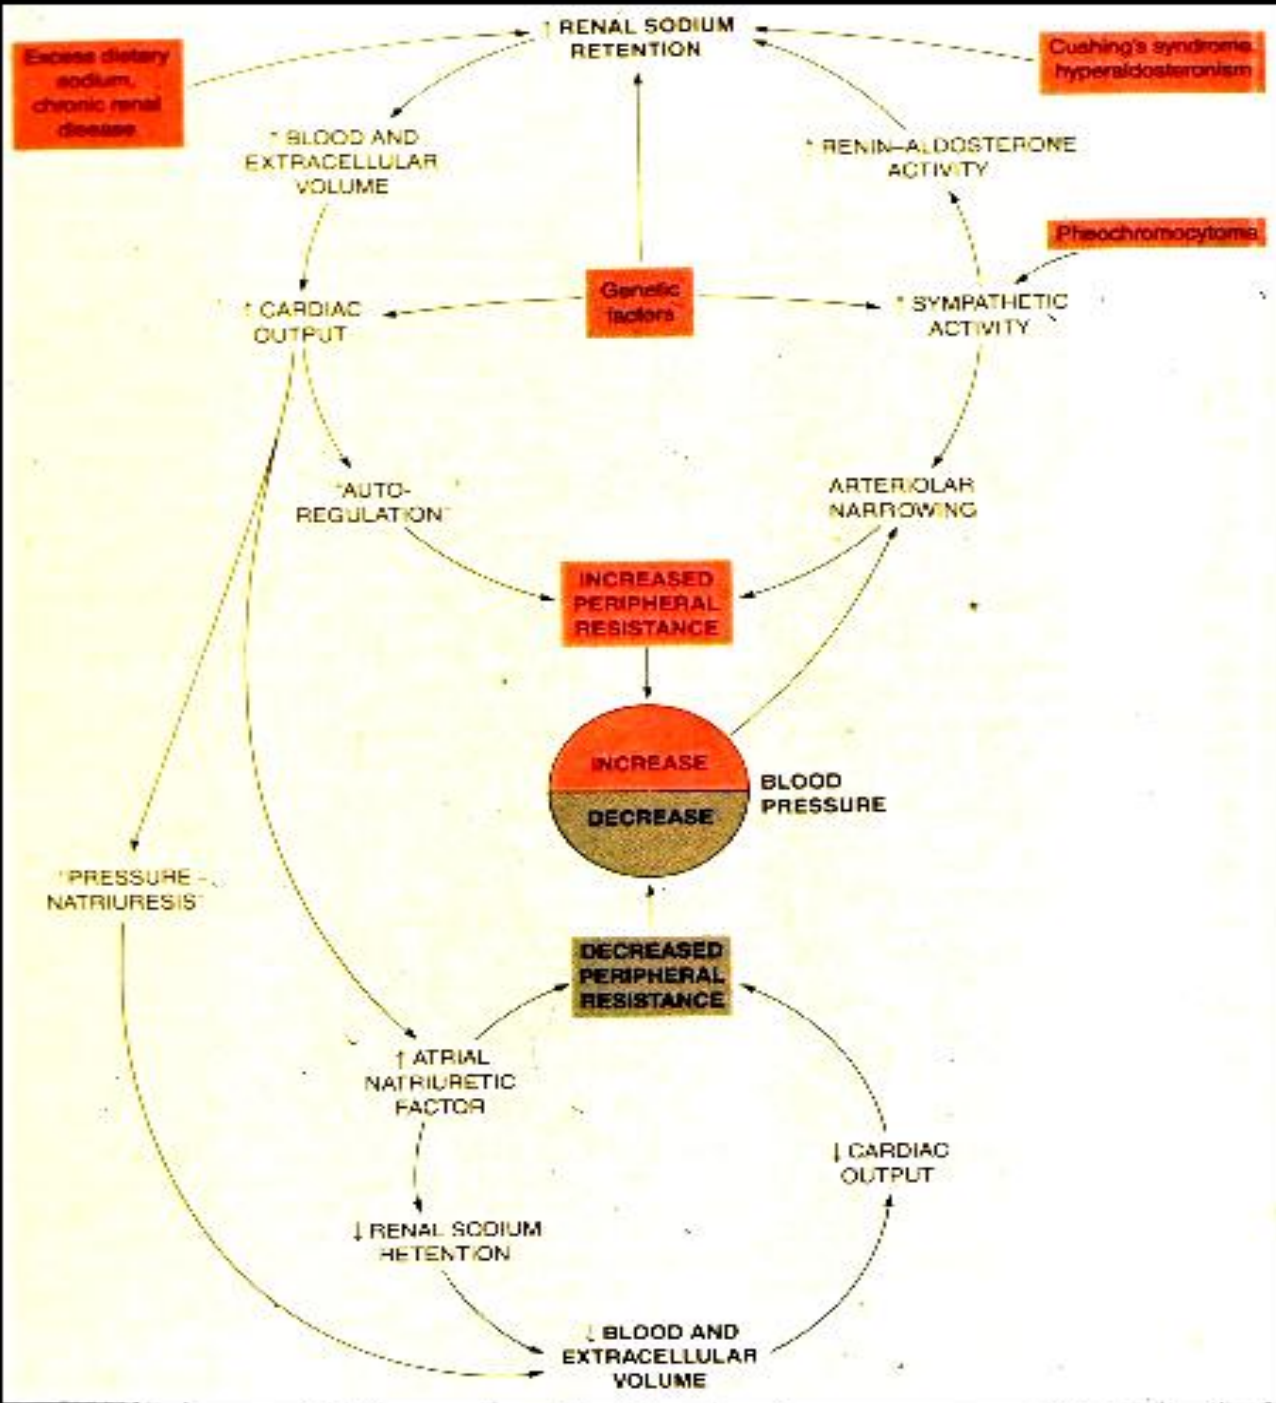 ↑ RENAL SODIUM
RETENTION
Excess dietary
sodium,
chronic renal
disease
Cushing's syndrome
hyperaldosteronism
↑ BLOOD AND
EXTRACELLULAR
VOLUME
↑ RENIN–ALDOSTERONE
ACTIVITY
Pheochromocytoma
Genetic
factors
↑ CARDIAC
OUTPUT
↑ SYMPATHETIC
ACTIVITY
"AUTO-
REGULATION"
ARTERIOLAR
NARROWING
INCREASED
PERIPHERAL
RESISTANCE
INCREASE
DECREASE
BLOOD
PRESSURE
"PRESSURE –
NATRIURESIS"
DECREASED
PERIPHERAL
RESISTANCE
↑ ATRIAL
NATRIURETIC
FACTOR
↓ CARDIAC
OUTPUT
↓ RENAL SODIUM
RETENTION
↓ BLOOD AND
EXTRACELLULAR
VOLUME